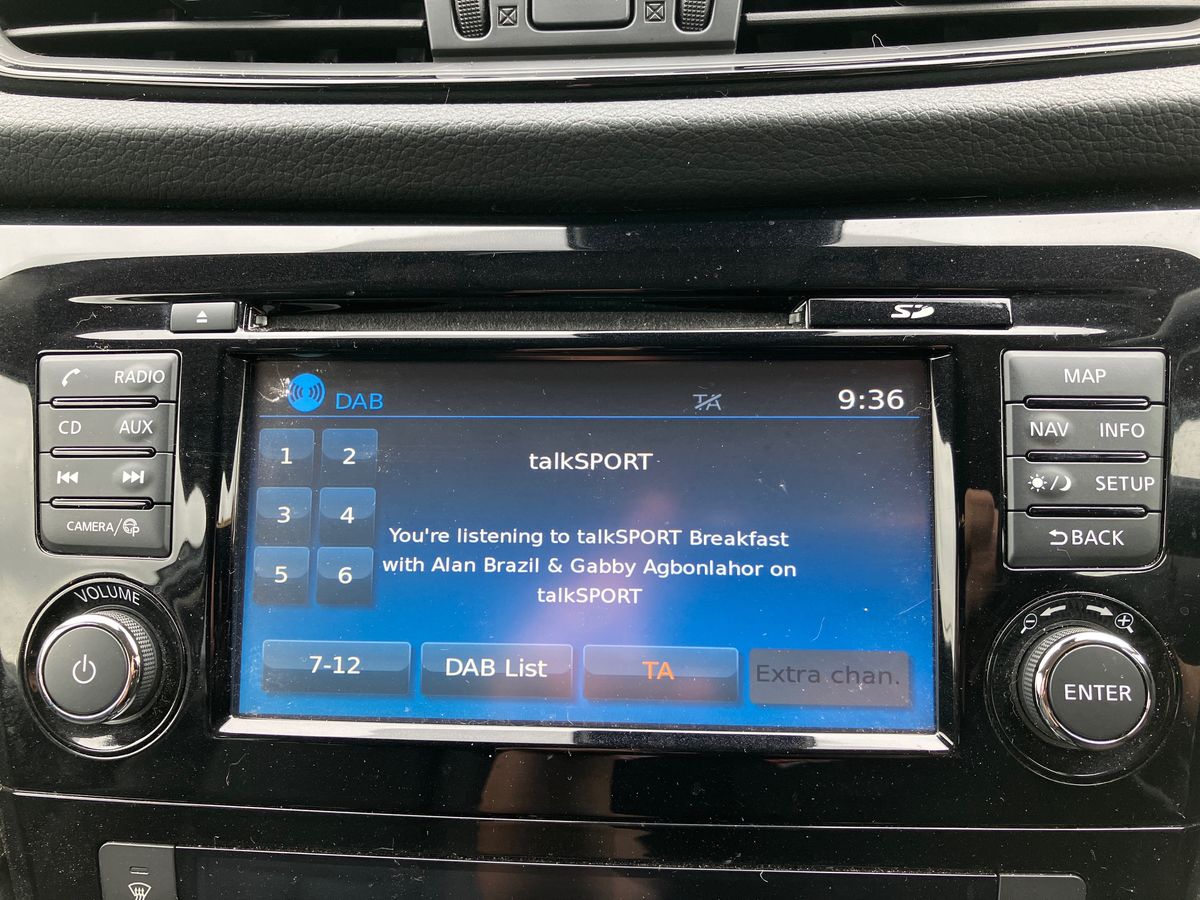 SD
RADIO
CD AUX
CAMERA/
VOLUME
DAB TA 9:36
1 2
talkSPORT
3 4
You're listening to talkSPORT Breakfast
with Alan Brazil & Gabby Agbonlahor on
talkSPORT
5 6
7-12 DAB List TA Extra chan.
MAP
NAV INFO
SETUP
BACK
ENTER